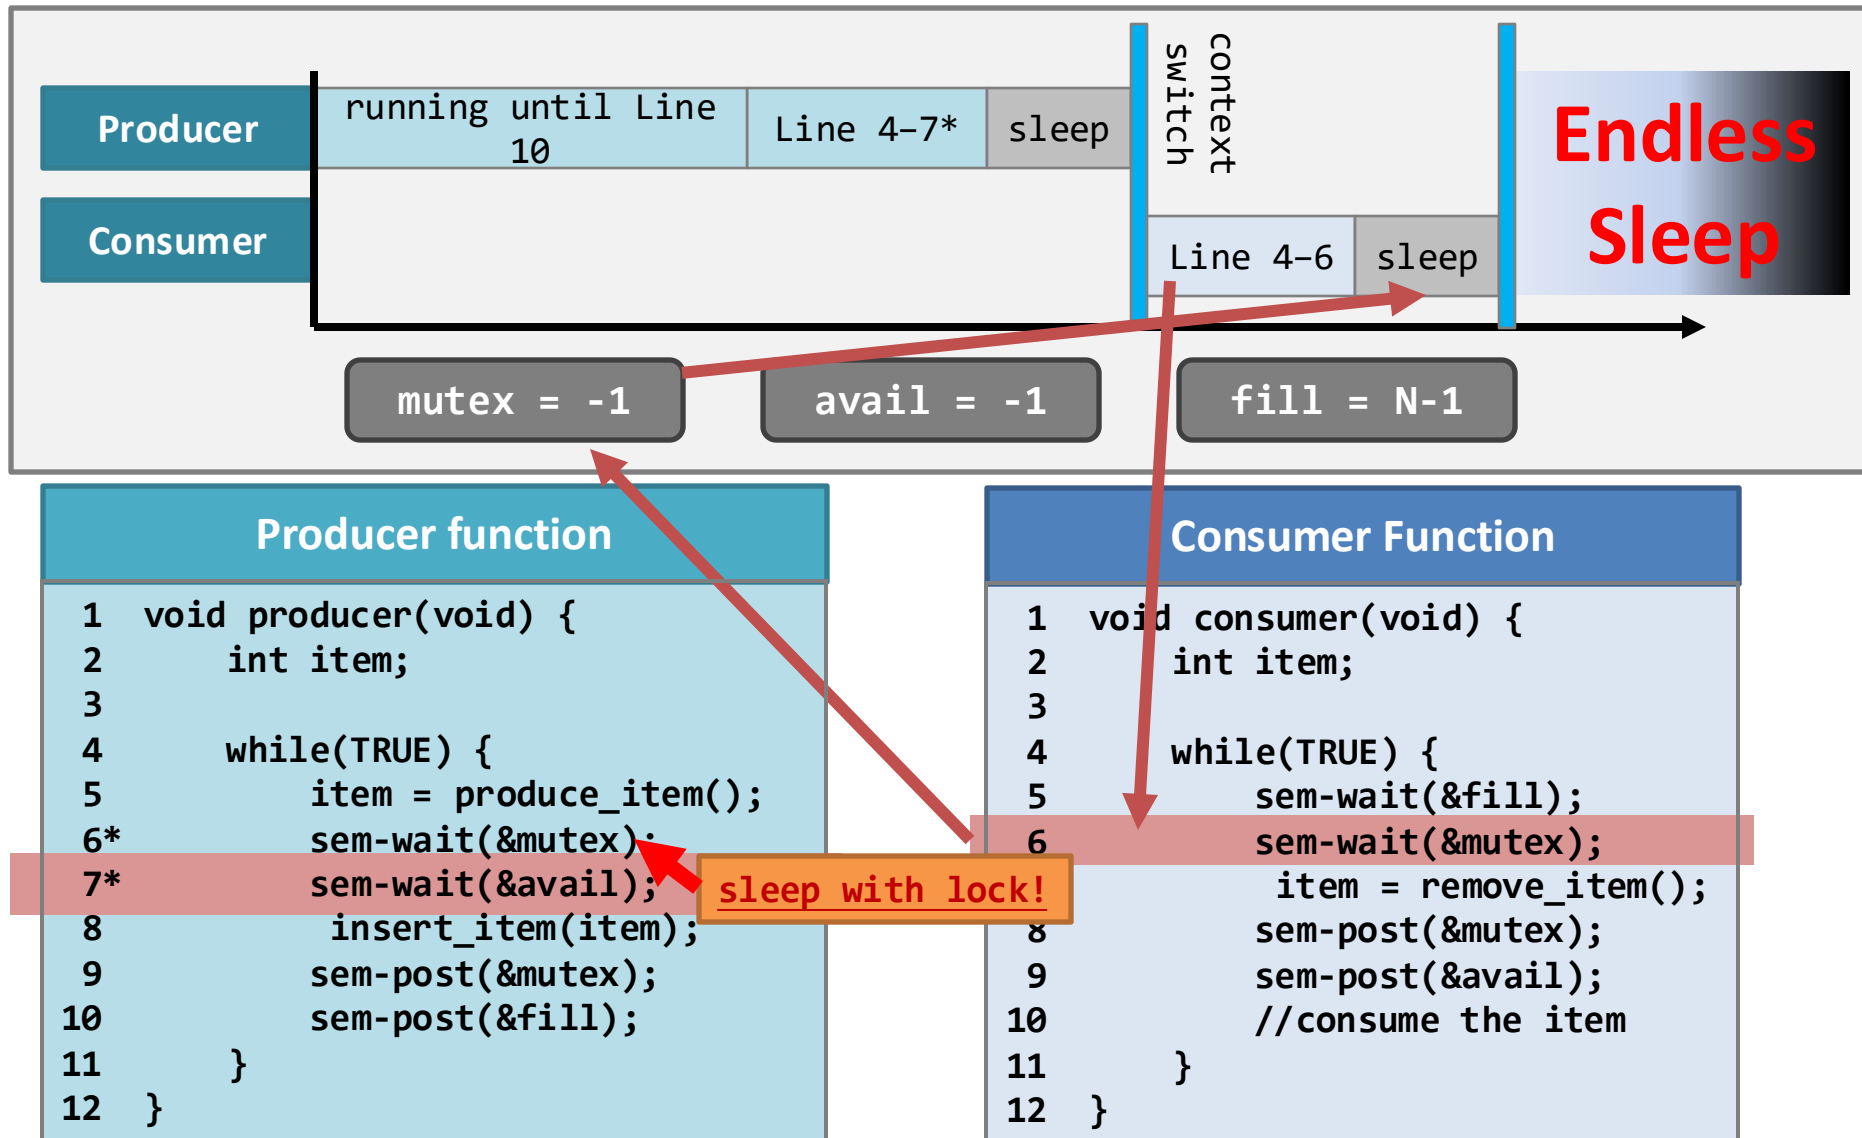 Producer
running until Line
10
Line 4–7*
sleep
context
switch
Endless
Sleep
Consumer
Line 4–6
sleep
mutex = -1
avail = -1
fill = N-1
Producer function
1 void producer(void) {
2 int item;
3
4 while(TRUE) {
5 item = produce_item();
6* sem-wait(&mutex);
7* sem-wait(&avail);
8 insert_item(item);
9 sem-post(&mutex);
10 sem-post(&fill);
11 }
12 }
sleep with lock!
Consumer Function
1 void consumer(void) {
2 int item;
3
4 while(TRUE) {
5 sem-wait(&fill);
6 sem-wait(&mutex);
item = remove_item();
8 sem-post(&mutex);
9 sem-post(&avail);
10 //consume the item
11 }
12 }